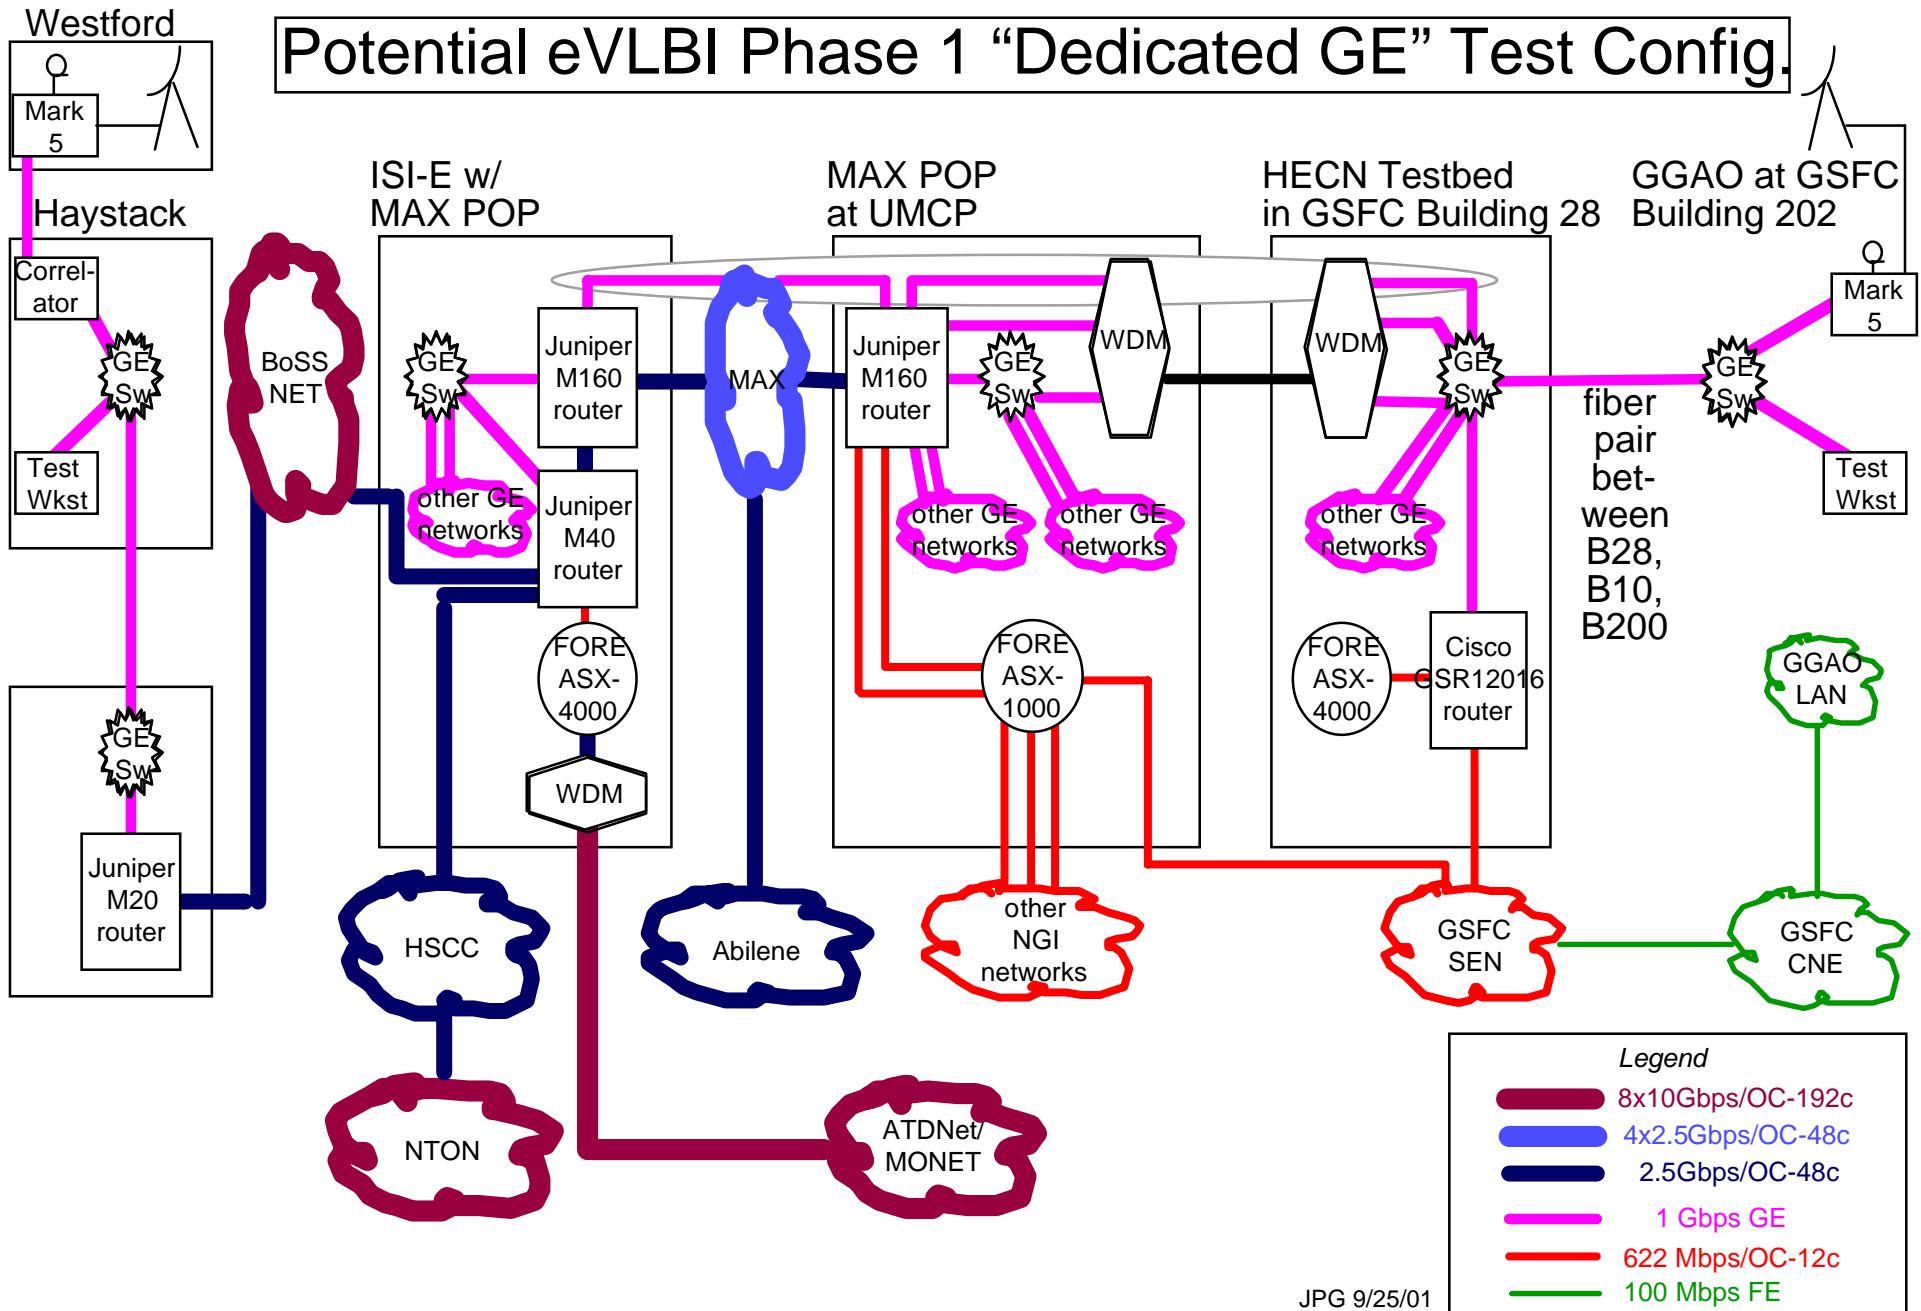 Westford
Potential eVLBI Phase 1 “Dedicated GE” Test Config.
Mark
5
ISI-E w/
MAX POP
MAX POP
at UMCP
HECN Testbed
in GSFC Building 28
GGAO at GSFC
Building 202
Haystack
Correl-
ator
GE
Sw
Test
Wkst
BoSS
NET
GE
Sw
Juniper
M160
router
MAX
Juniper
M160
router
GE
Sw
WDM
WDM
GE
Sw
Mark
5
GE
Sw
Test
Wkst
fiber
pair
bet-
ween
B28,
B10,
B200
other GE
networks
Juniper
M40
router
other GE
networks
other GE
networks
other GE
networks
FORE
ASX-
4000
WDM
FORE
ASX-
1000
FORE
ASX-
4000
Cisco
GSR12016
router
GGAO
LAN
GE
Sw
Juniper
M20
router
HSCC
Abilene
other
NGI
networks
GSFC
SEN
GSFC
CNE
NTON
ATDNet/
MONET
Legend
8x10Gbps/OC-192c
4x2.5Gbps/OC-48c
2.5Gbps/OC-48c
1 Gbps GE
622 Mbps/OC-12c
100 Mbps FE
JPG 9/25/01